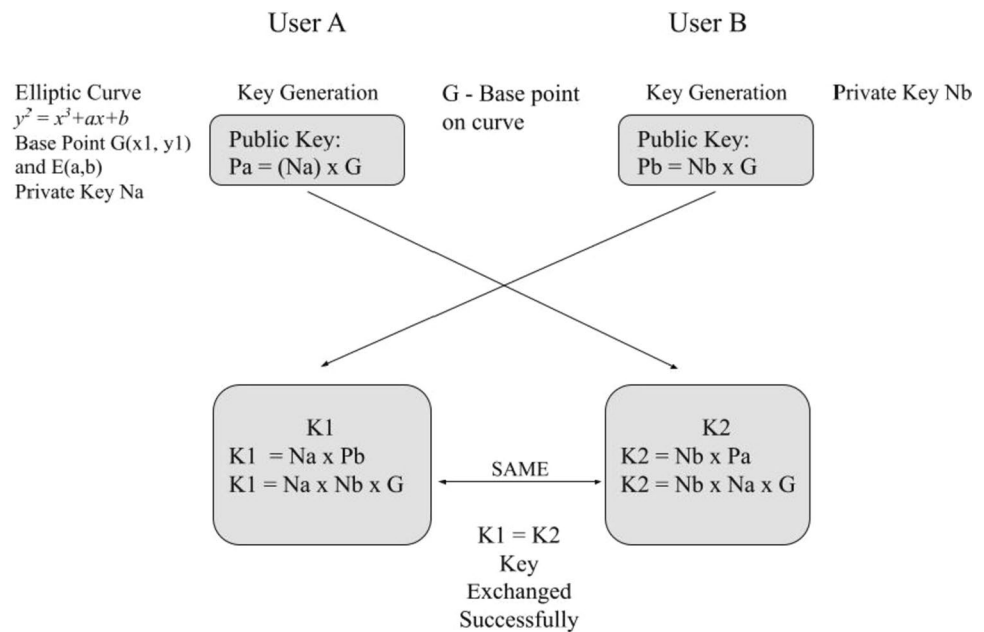 User A
User B
Elliptic Curve
y² = x³+ax+b
Base Point G(x1, y1)
and E(a,b)
Private Key Na
Key Generation
Public Key:
Pa = (Na) x G
G - Base point
on curve
Key Generation
Public Key:
Pb = Nb x G
Private Key Nb
K1
K1 = Na x Pb
K1 = Na x Nb x G
SAME
K1 = K2
Key
Exchanged
Successfully
K2
K2 = Nb x Pa
K2 = Nb x Na x G